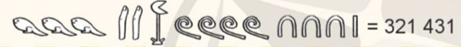 𓆐𓆐𓆐 𓂭𓂭 𓆼 𓍢𓍢𓍢𓍢 𓎆𓎆𓎆𓏺 = 321 431